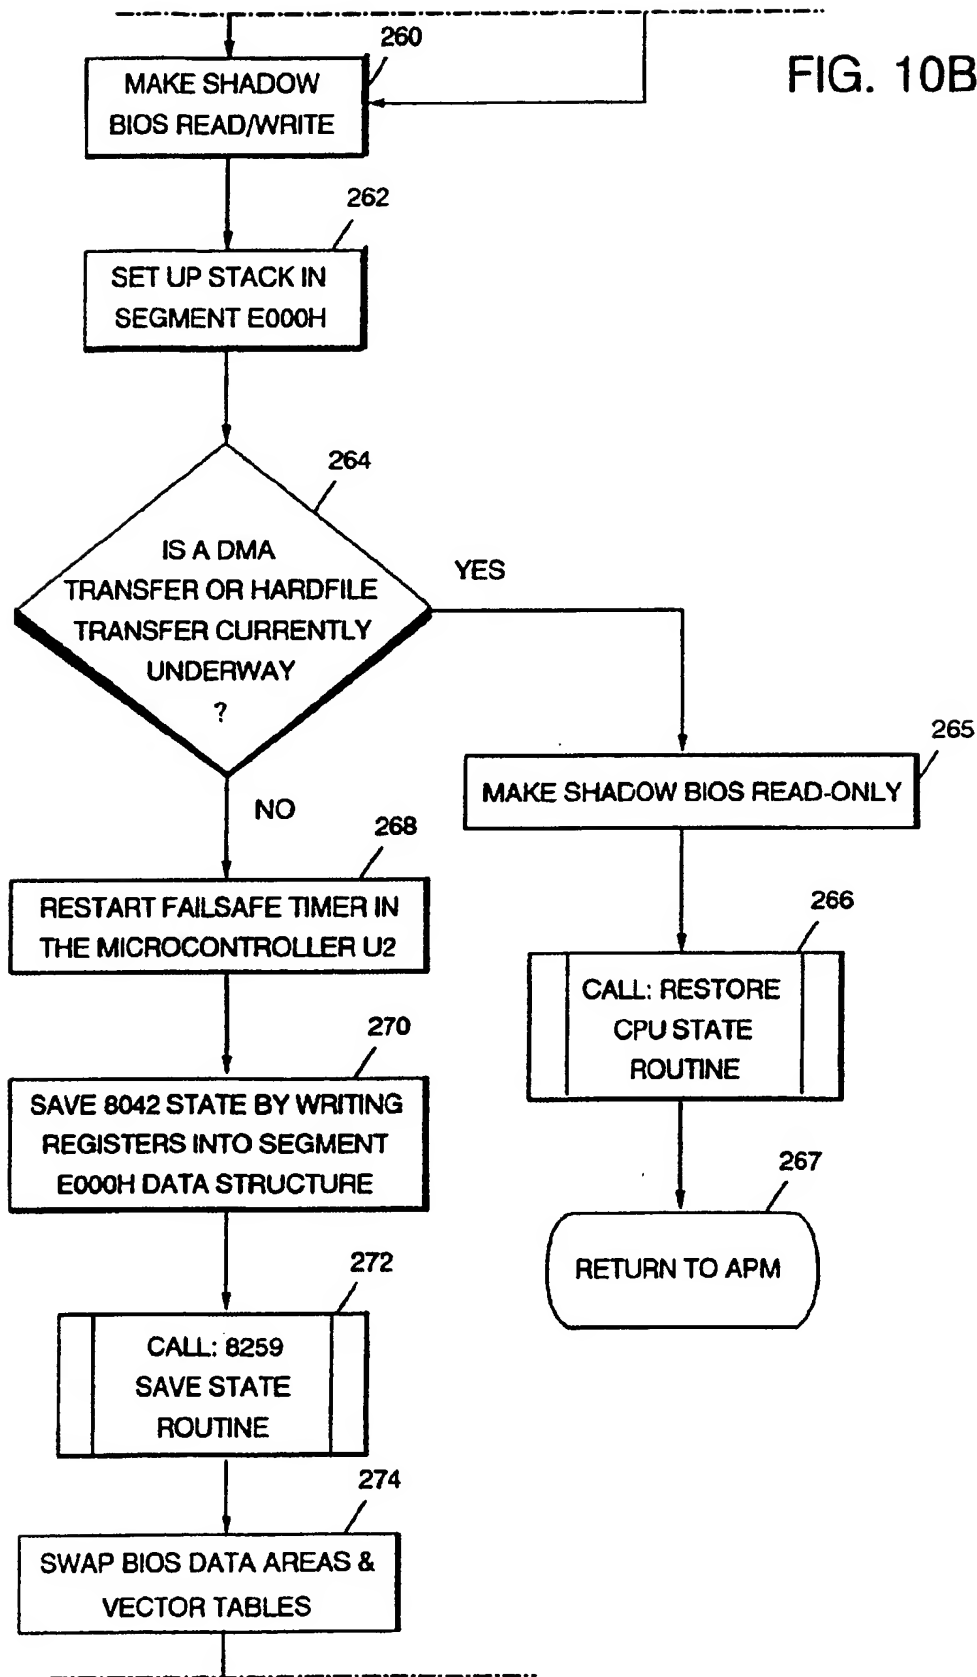 FIG. 10B
260
MAKE SHADOW
BIOS READ/WRITE
262
SET UP STACK IN
SEGMENT E000H
264
IS A DMA
TRANSFER OR HARDFILE
TRANSFER CURRENTLY
UNDERWAY
?
YES
NO
265
MAKE SHADOW BIOS READ-ONLY
266
CALL: RESTORE
CPU STATE
ROUTINE
267
RETURN TO APM
268
RESTART FAILSAFE TIMER IN
THE MICROCONTROLLER U2
270
SAVE 8042 STATE BY WRITING
REGISTERS INTO SEGMENT
E000H DATA STRUCTURE
272
CALL: 8259
SAVE STATE
ROUTINE
274
SWAP BIOS DATA AREAS &
VECTOR TABLES